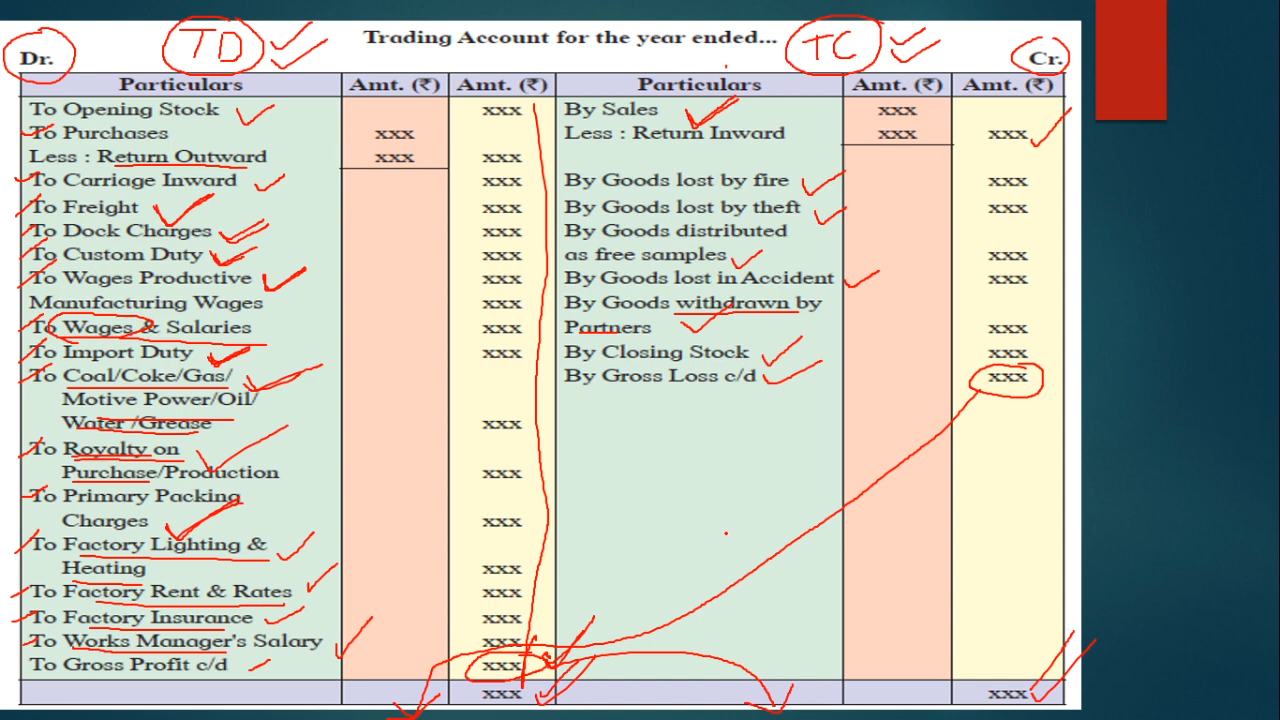 TD
TC
Trading Account for the year ended...
Dr.
Cr.
Particulars Amt. (₹) Amt. (₹) Particulars Amt. (₹) Amt. (₹)
To Opening Stock xxx By Sales xxx
To Purchases xxx Less : Return Inward xxx xxx
Less : Return Outward xxx xxx
To Carriage Inward xxx By Goods lost by fire xxx
To Freight xxx By Goods lost by theft xxx
To Dock Charges xxx By Goods distributed
To Custom Duty xxx as free samples xxx
To Wages Productive xxx By Goods lost in Accident xxx
Manufacturing Wages xxx By Goods withdrawn by
To Wages & Salaries xxx Partners xxx
To Import Duty xxx By Closing Stock xxx
To Coal/Coke/Gas/ By Gross Loss c/d xxx
Motive Power/Oil/
Water /Grease xxx
To Royalty on
Purchase/Production xxx
To Primary Packing
Charges xxx
To Factory Lighting &
Heating xxx
To Factory Rent & Rates xxx
To Factory Insurance xxx
To Works Manager's Salary xxx
To Gross Profit c/d xxx
xxx xxx